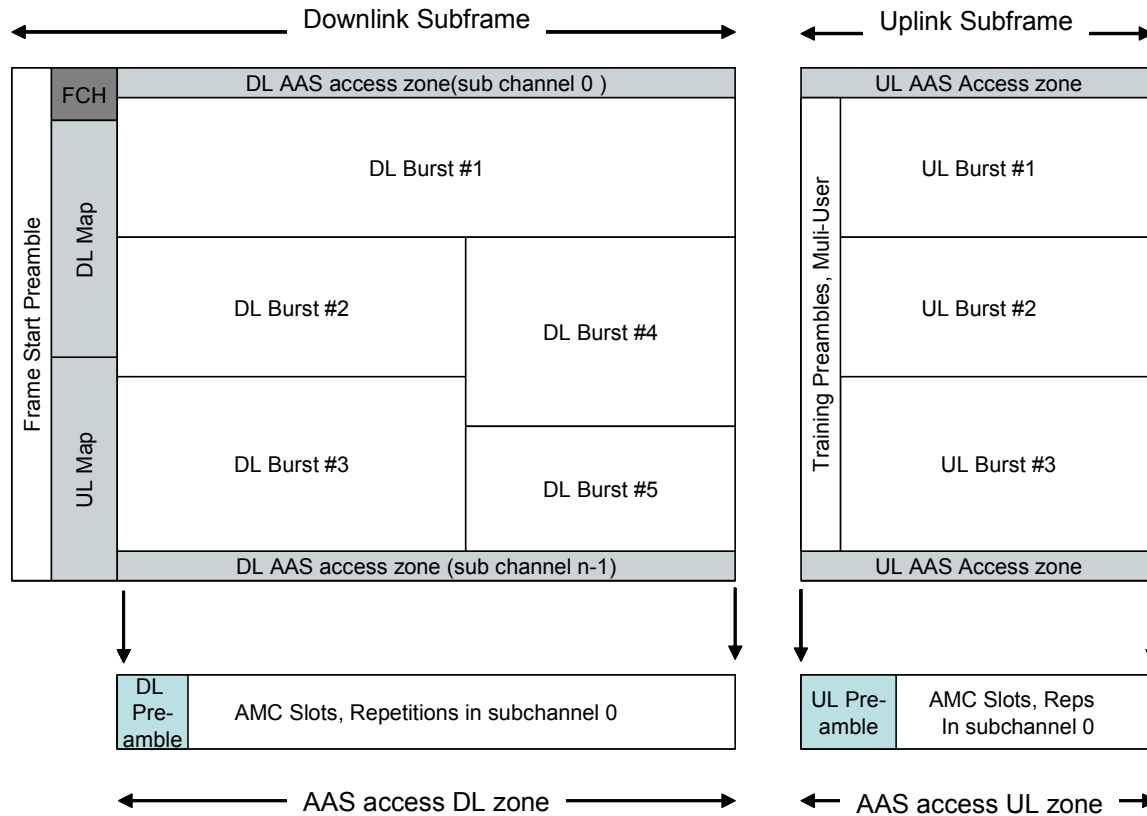 Downlink Subframe
Uplink Subframe
FCH
DL AAS access zone(sub channel 0 )
UL AAS Access zone
Frame Start Preamble
DL Map
UL Map
DL Burst #1
DL Burst #2
DL Burst #4
DL Burst #3
DL Burst #5
Training Preambles, Muli-User
UL Burst #1
UL Burst #2
UL Burst #3
DL AAS access zone (sub channel n-1)
UL AAS Access zone
DL
Pre-
amble
AMC Slots, Repetitions in subchannel 0
UL Pre-
amble
AMC Slots, Reps
In subchannel 0
AAS access DL zone
AAS access UL zone